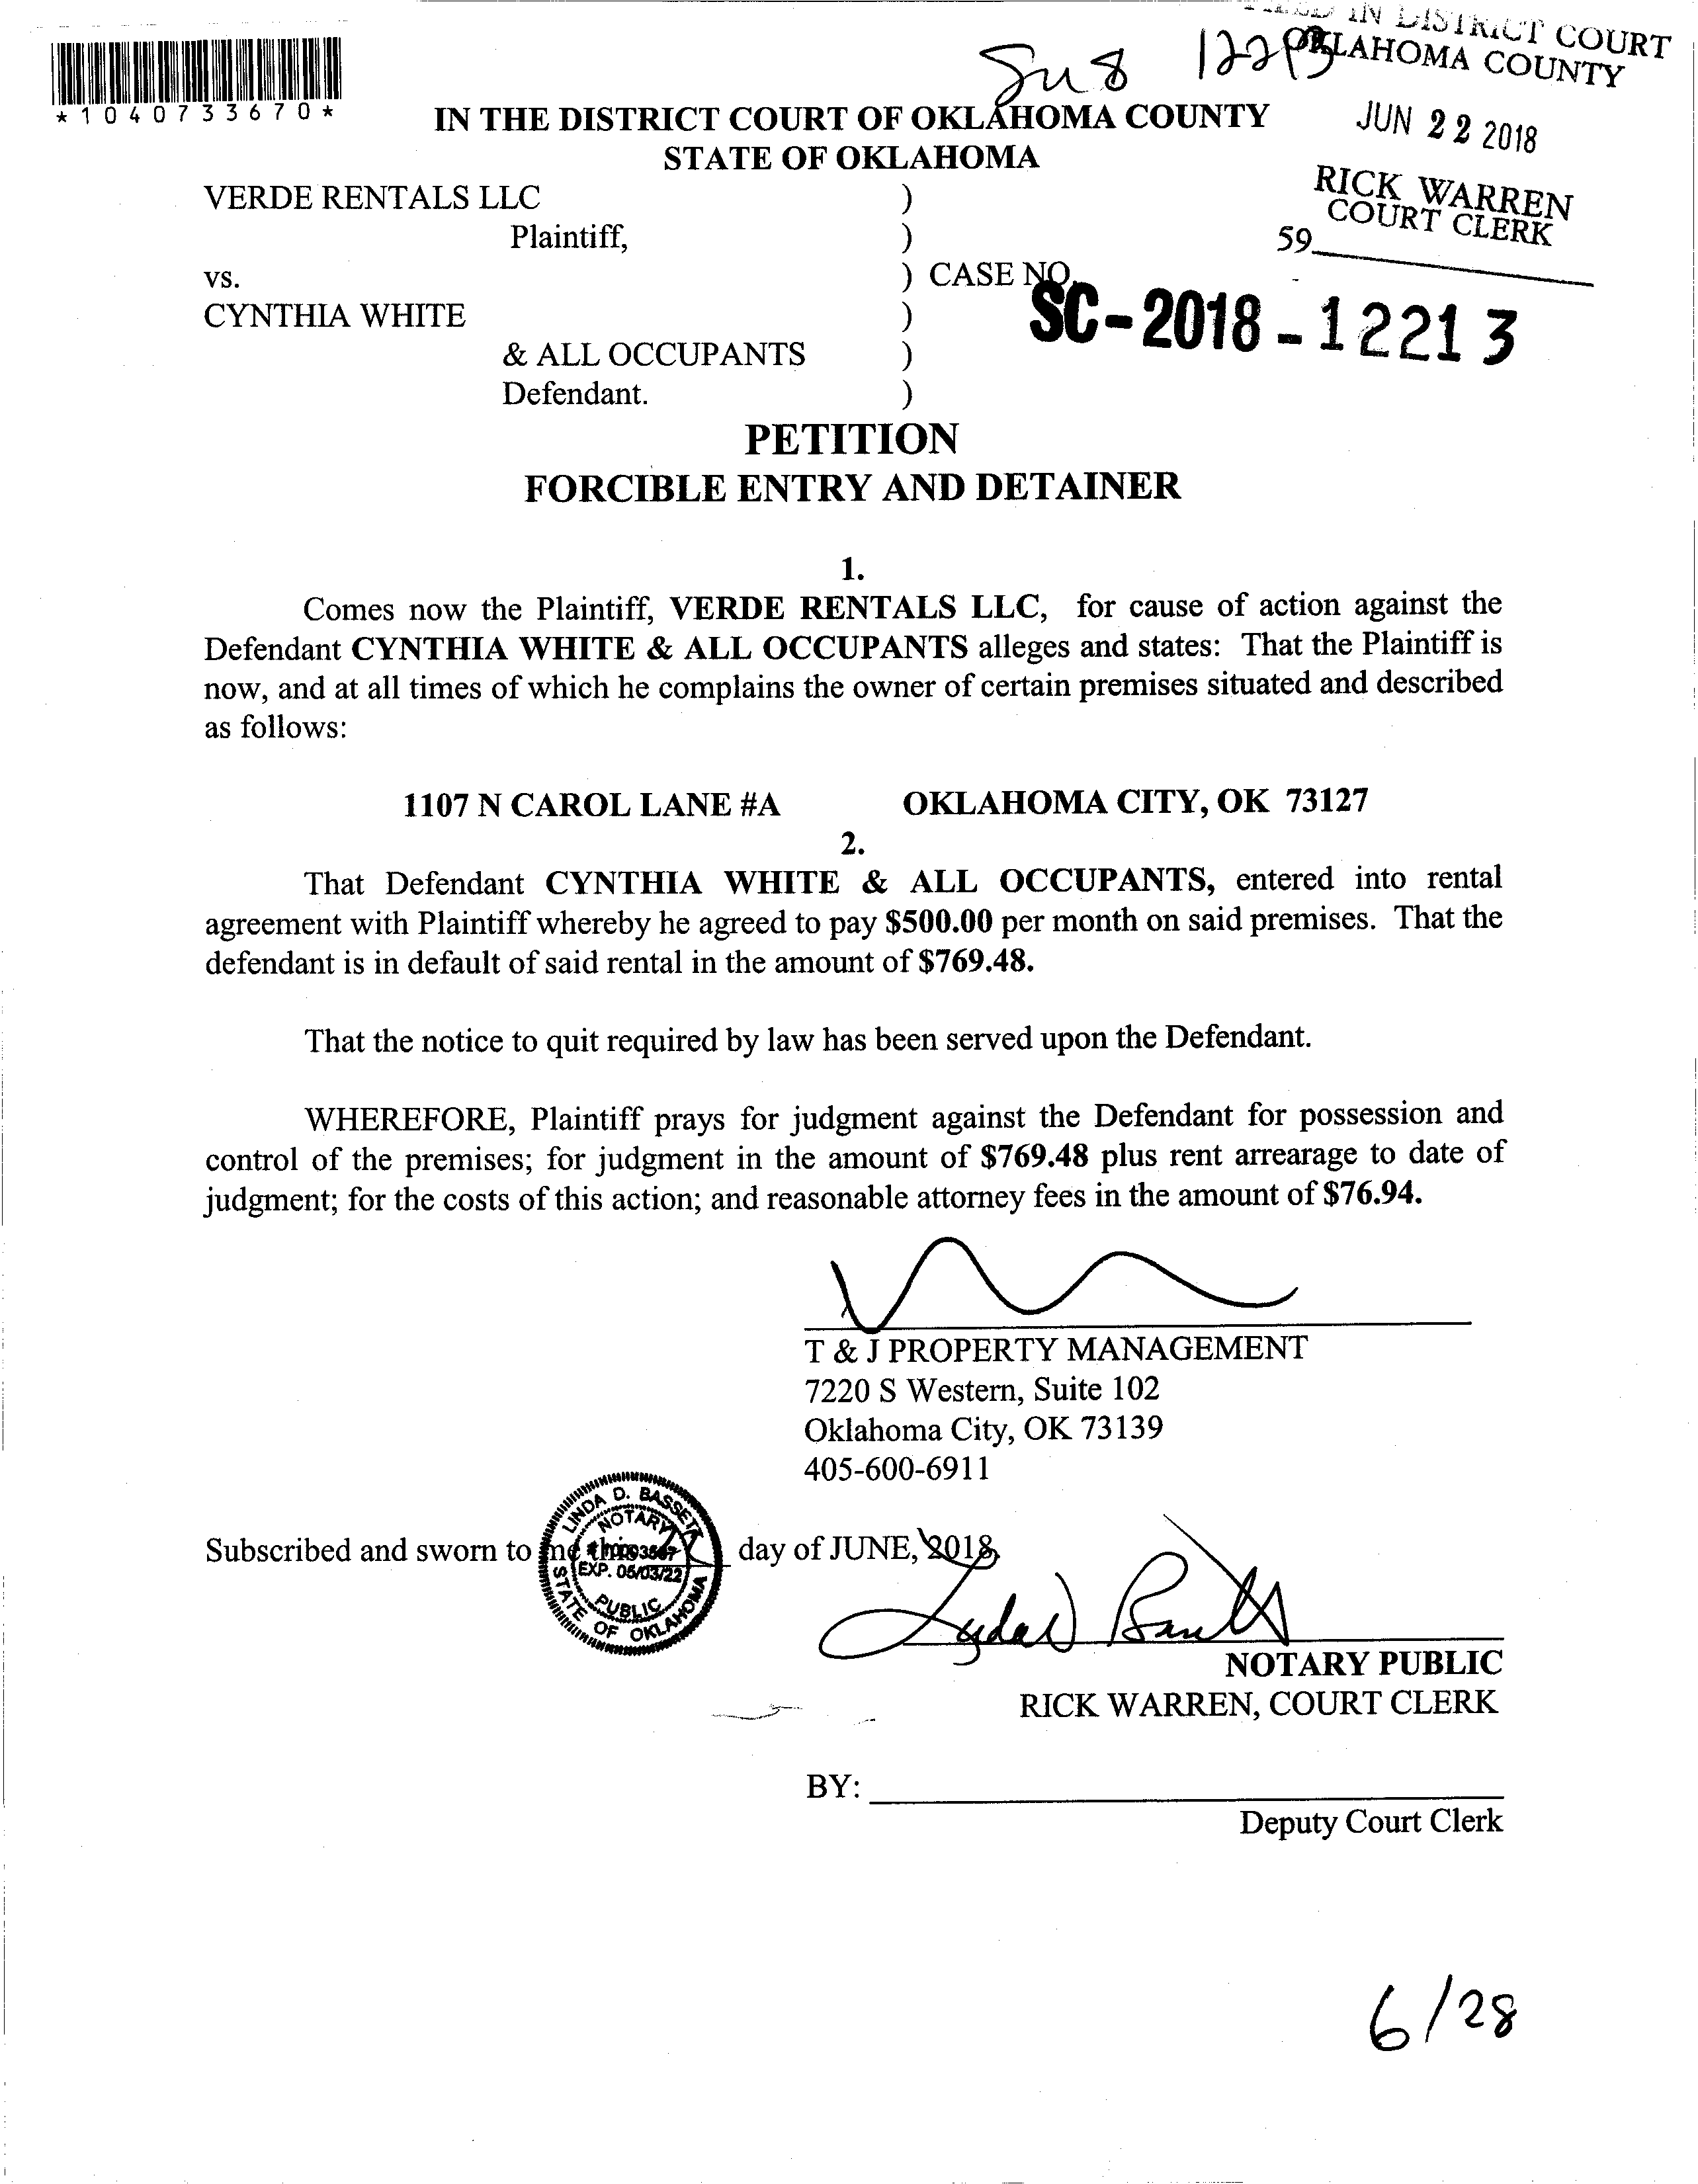 FILED IN DISTRICT COURT
OKLAHOMA COUNTY
*1040733670*
IN THE DISTRICT COURT OF OKLAHOMA COUNTY
JUN 22 2018
STATE OF OKLAHOMA
RICK WARREN
COURT CLERK
59
VERDE RENTALS LLC )
Plaintiff, )
vs. ) CASE NO.
SC-2018-12213
CYNTHIA WHITE )
& ALL OCCUPANTS )
Defendant. )
PETITION
FORCIBLE ENTRY AND DETAINER
1.
Comes now the Plaintiff, VERDE RENTALS LLC, for cause of action against the
Defendant CYNTHIA WHITE & ALL OCCUPANTS alleges and states: That the Plaintiff is
now, and at all times of which he complains the owner of certain premises situated and described
as follows:
1107 N CAROL LANE #A OKLAHOMA CITY, OK 73127
2.
That Defendant CYNTHIA WHITE & ALL OCCUPANTS, entered into rental
agreement with Plaintiff whereby he agreed to pay $500.00 per month on said premises. That the
defendant is in default of said rental in the amount of $769.48.
That the notice to quit required by law has been served upon the Defendant.
WHEREFORE, Plaintiff prays for judgment against the Defendant for possession and
control of the premises; for judgment in the amount of $769.48 plus rent arrearage to date of
judgment; for the costs of this action; and reasonable attorney fees in the amount of $76.94.
T & J PROPERTY MANAGEMENT
7220 S Western, Suite 102
Oklahoma City, OK 73139
405-600-6911
LINDA D. BASSETT
NOTARY
EXP. 05/03/22
PUBLIC
STATE OF OKLAHOMA
Subscribed and sworn to me this day of JUNE, 2018.
NOTARY PUBLIC
RICK WARREN, COURT CLERK
BY:
Deputy Court Clerk
6/28